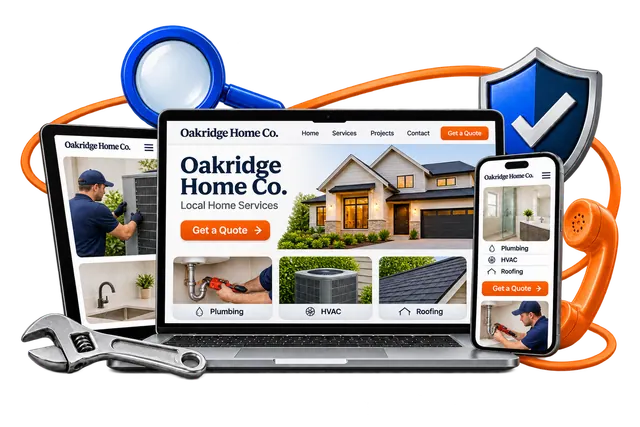 Oakridge Home Co.
Oakridge Home Co.
Home
Services
Projects
Contact
Get a Quote
Oakridge
Home Co.
Local Home Services
Get a Quote →
Plumbing
HVAC
Roofing
Oakridge Home Co.
Plumbing
HVAC
Roofing
Get a Quote →